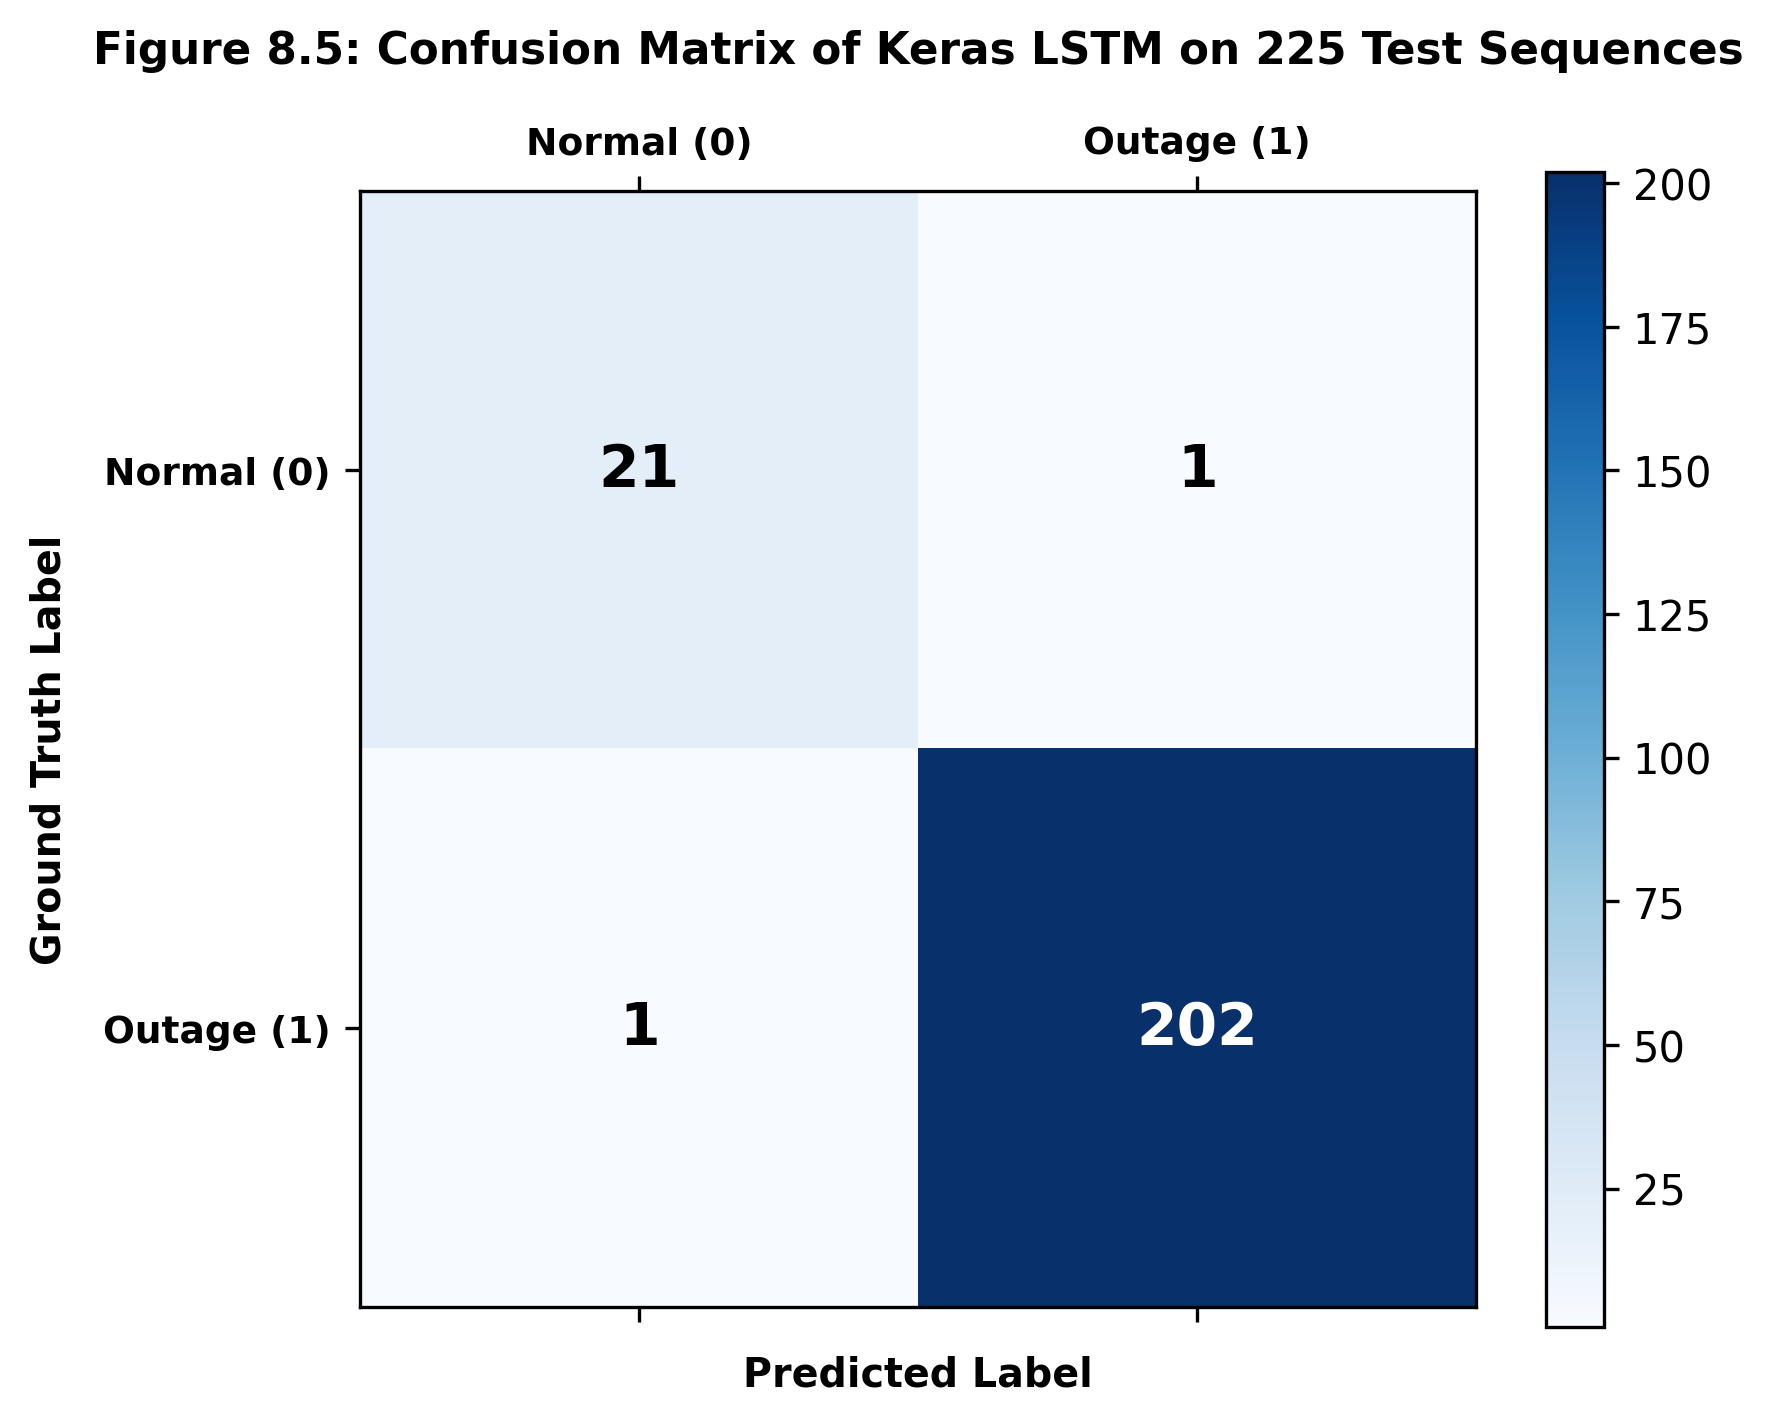 Figure 8.5: Confusion Matrix of Keras LSTM on 225 Test Sequences
Normal (0) Outage (1)
200
175
150
125
100
75
50
25
Ground Truth Label
Normal (0) 21 1
Outage (1) 1 202
Predicted Label